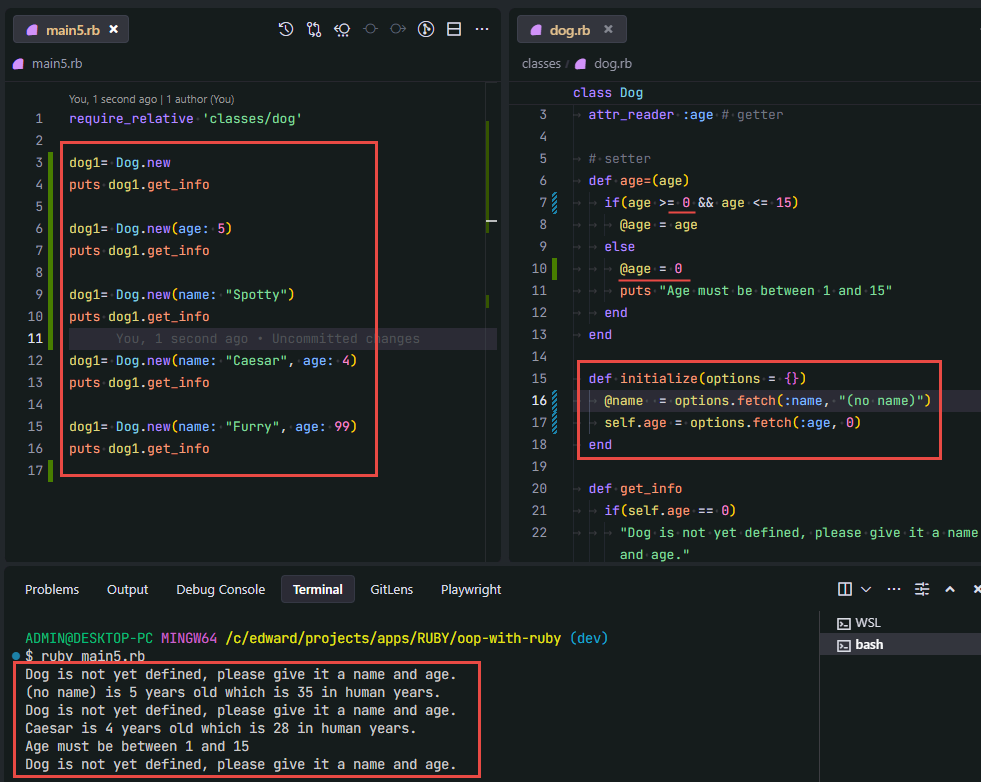 main5.rb
main5.rb
You, 1 second ago | 1 author (You)
1 require_relative 'classes/dog'
2
3 dog1= Dog.new
4 puts dog1.get_info
5
6 dog1= Dog.new(age: 5)
7 puts dog1.get_info
8
9 dog1= Dog.new(name: "Spotty")
10 puts dog1.get_info
11 You, 1 second ago • Uncommitted changes
12 dog1= Dog.new(name: "Caesar", age: 4)
13 puts dog1.get_info
14
15 dog1= Dog.new(name: "Furry", age: 99)
16 puts dog1.get_info
17
dog.rb
classes / dog.rb
class Dog
3 attr_reader :age # getter
4
5 # setter
6 def age=(age)
7 if(age >= 0 && age <= 15)
8 @age = age
9 else
10 @age = 0
11 puts "Age must be between 1 and 15"
12 end
13 end
14
15 def initialize(options = {})
16 @name  = options.fetch(:name, "(no name)")
17 self.age = options.fetch(:age, 0)
18 end
19
20 def get_info
21 if(self.age == 0)
22 "Dog is not yet defined, please give it a name
and age."
Problems Output Debug Console Terminal GitLens Playwright
ADMIN@DESKTOP-PC MINGW64 /c/edward/projects/apps/RUBY/oop-with-ruby (dev)
$ ruby main5.rb
Dog is not yet defined, please give it a name and age.
(no name) is 5 years old which is 35 in human years.
Dog is not yet defined, please give it a name and age.
Caesar is 4 years old which is 28 in human years.
Age must be between 1 and 15
Dog is not yet defined, please give it a name and age.
WSL
bash